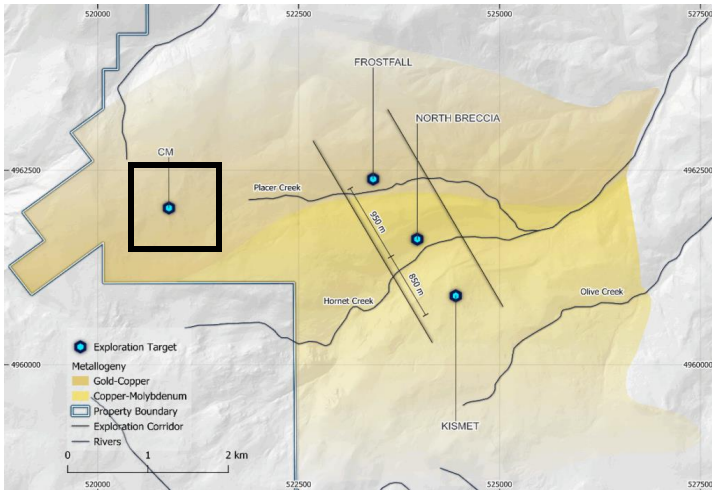 520000
522500
525000
527500
FROSTFALL
NORTH BRECCIA
CM
4962500
4962500
Placer Creek
950 m
850 m
Hornet Creek
Olive Creek
Exploration Target
Metallogeny
Gold-Copper
Copper-Molybdenum
Property Boundary
Exploration Corridor
Rivers
4960000
4960000
KISMET
0 1 2 km
520000
522500
525000
527500